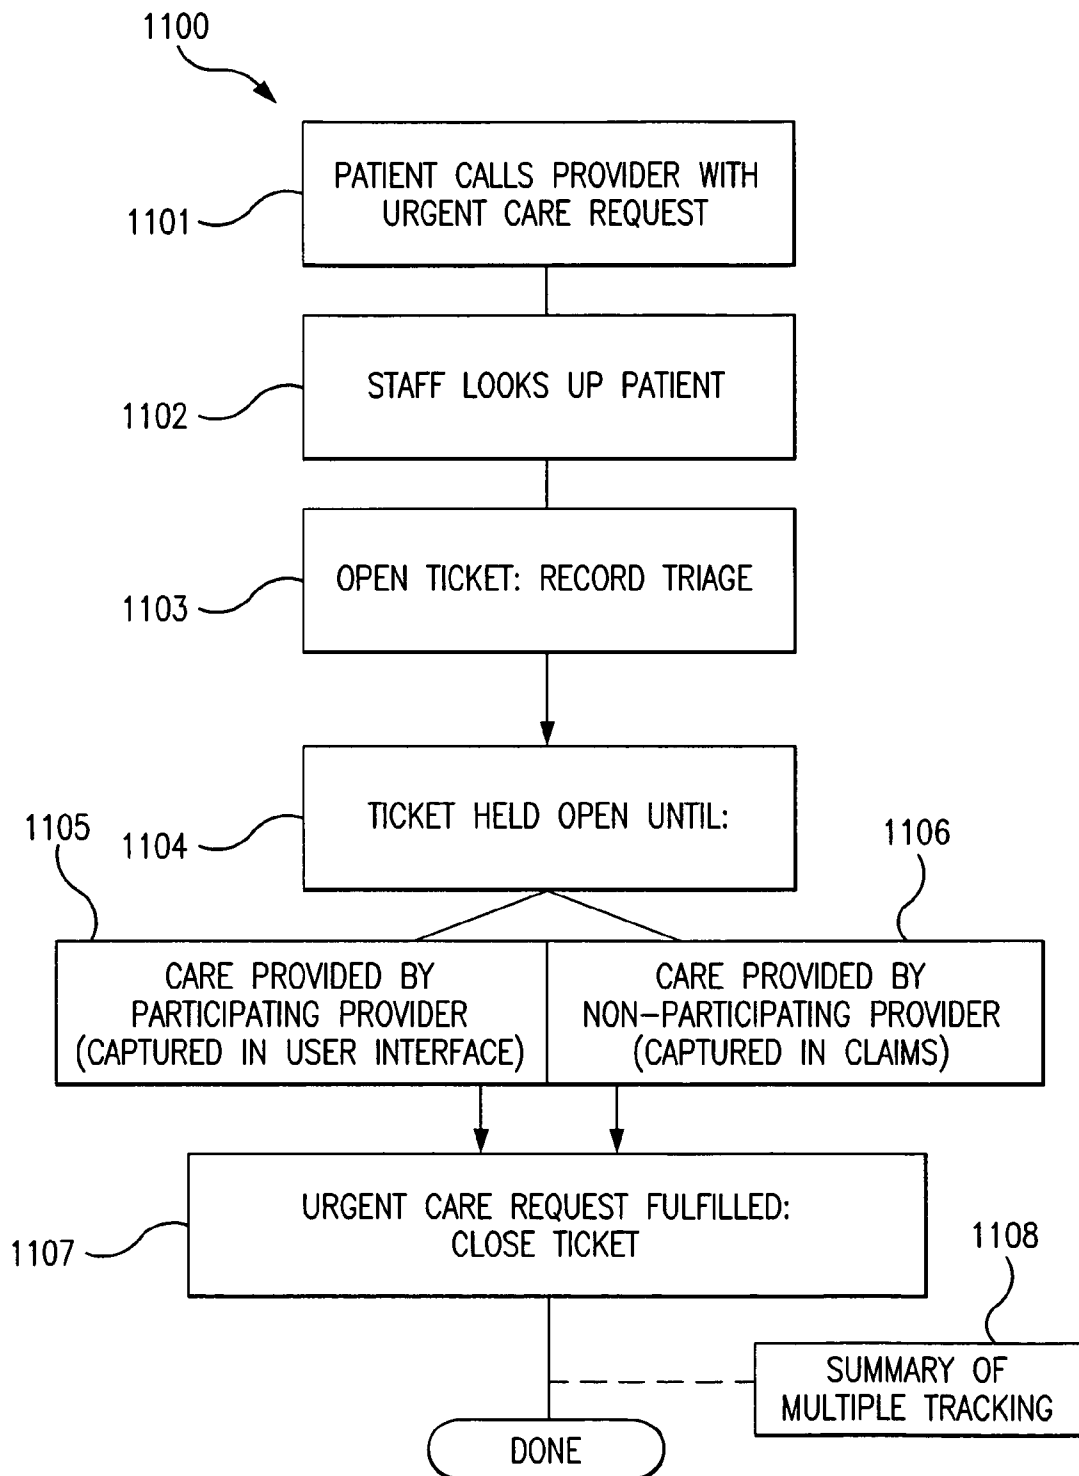 1100
PATIENT CALLS PROVIDER WITH
URGENT CARE REQUEST
1101
STAFF LOOKS UP PATIENT
1102
OPEN TICKET: RECORD TRIAGE
1103
TICKET HELD OPEN UNTIL:
1104
1105
1106
CARE PROVIDED BY
PARTICIPATING PROVIDER
(CAPTURED IN USER INTERFACE)
CARE PROVIDED BY
NON-PARTICIPATING PROVIDER
(CAPTURED IN CLAIMS)
URGENT CARE REQUEST FULFILLED:
CLOSE TICKET
1107
1108
SUMMARY OF
MULTIPLE TRACKING
DONE